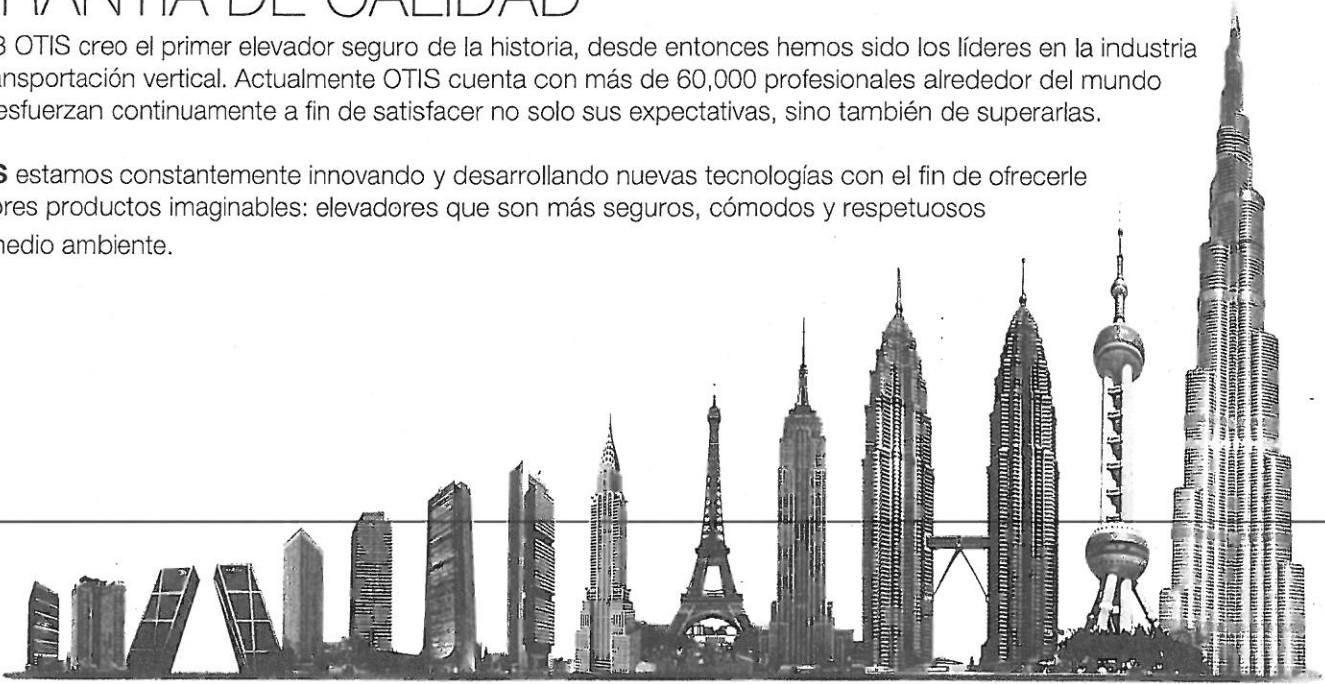 RANTIA DE CALIDAD
3 OTIS creo el primer elevador seguro de la historia, desde entonces hemos sido los líderes en la industria
ansportación vertical. Actualmente OTIS cuenta con más de 60,000 profesionales alrededor del mundo
esfuerzan continuamente a fin de satisfacer no solo sus expectativas, sino también de superarlas.
S estamos constantemente innovando y desarrollando nuevas tecnologías con el fin de ofrecerle
ores productos imaginables: elevadores que son más seguros, cómodos y respetuosos
medio ambiente.